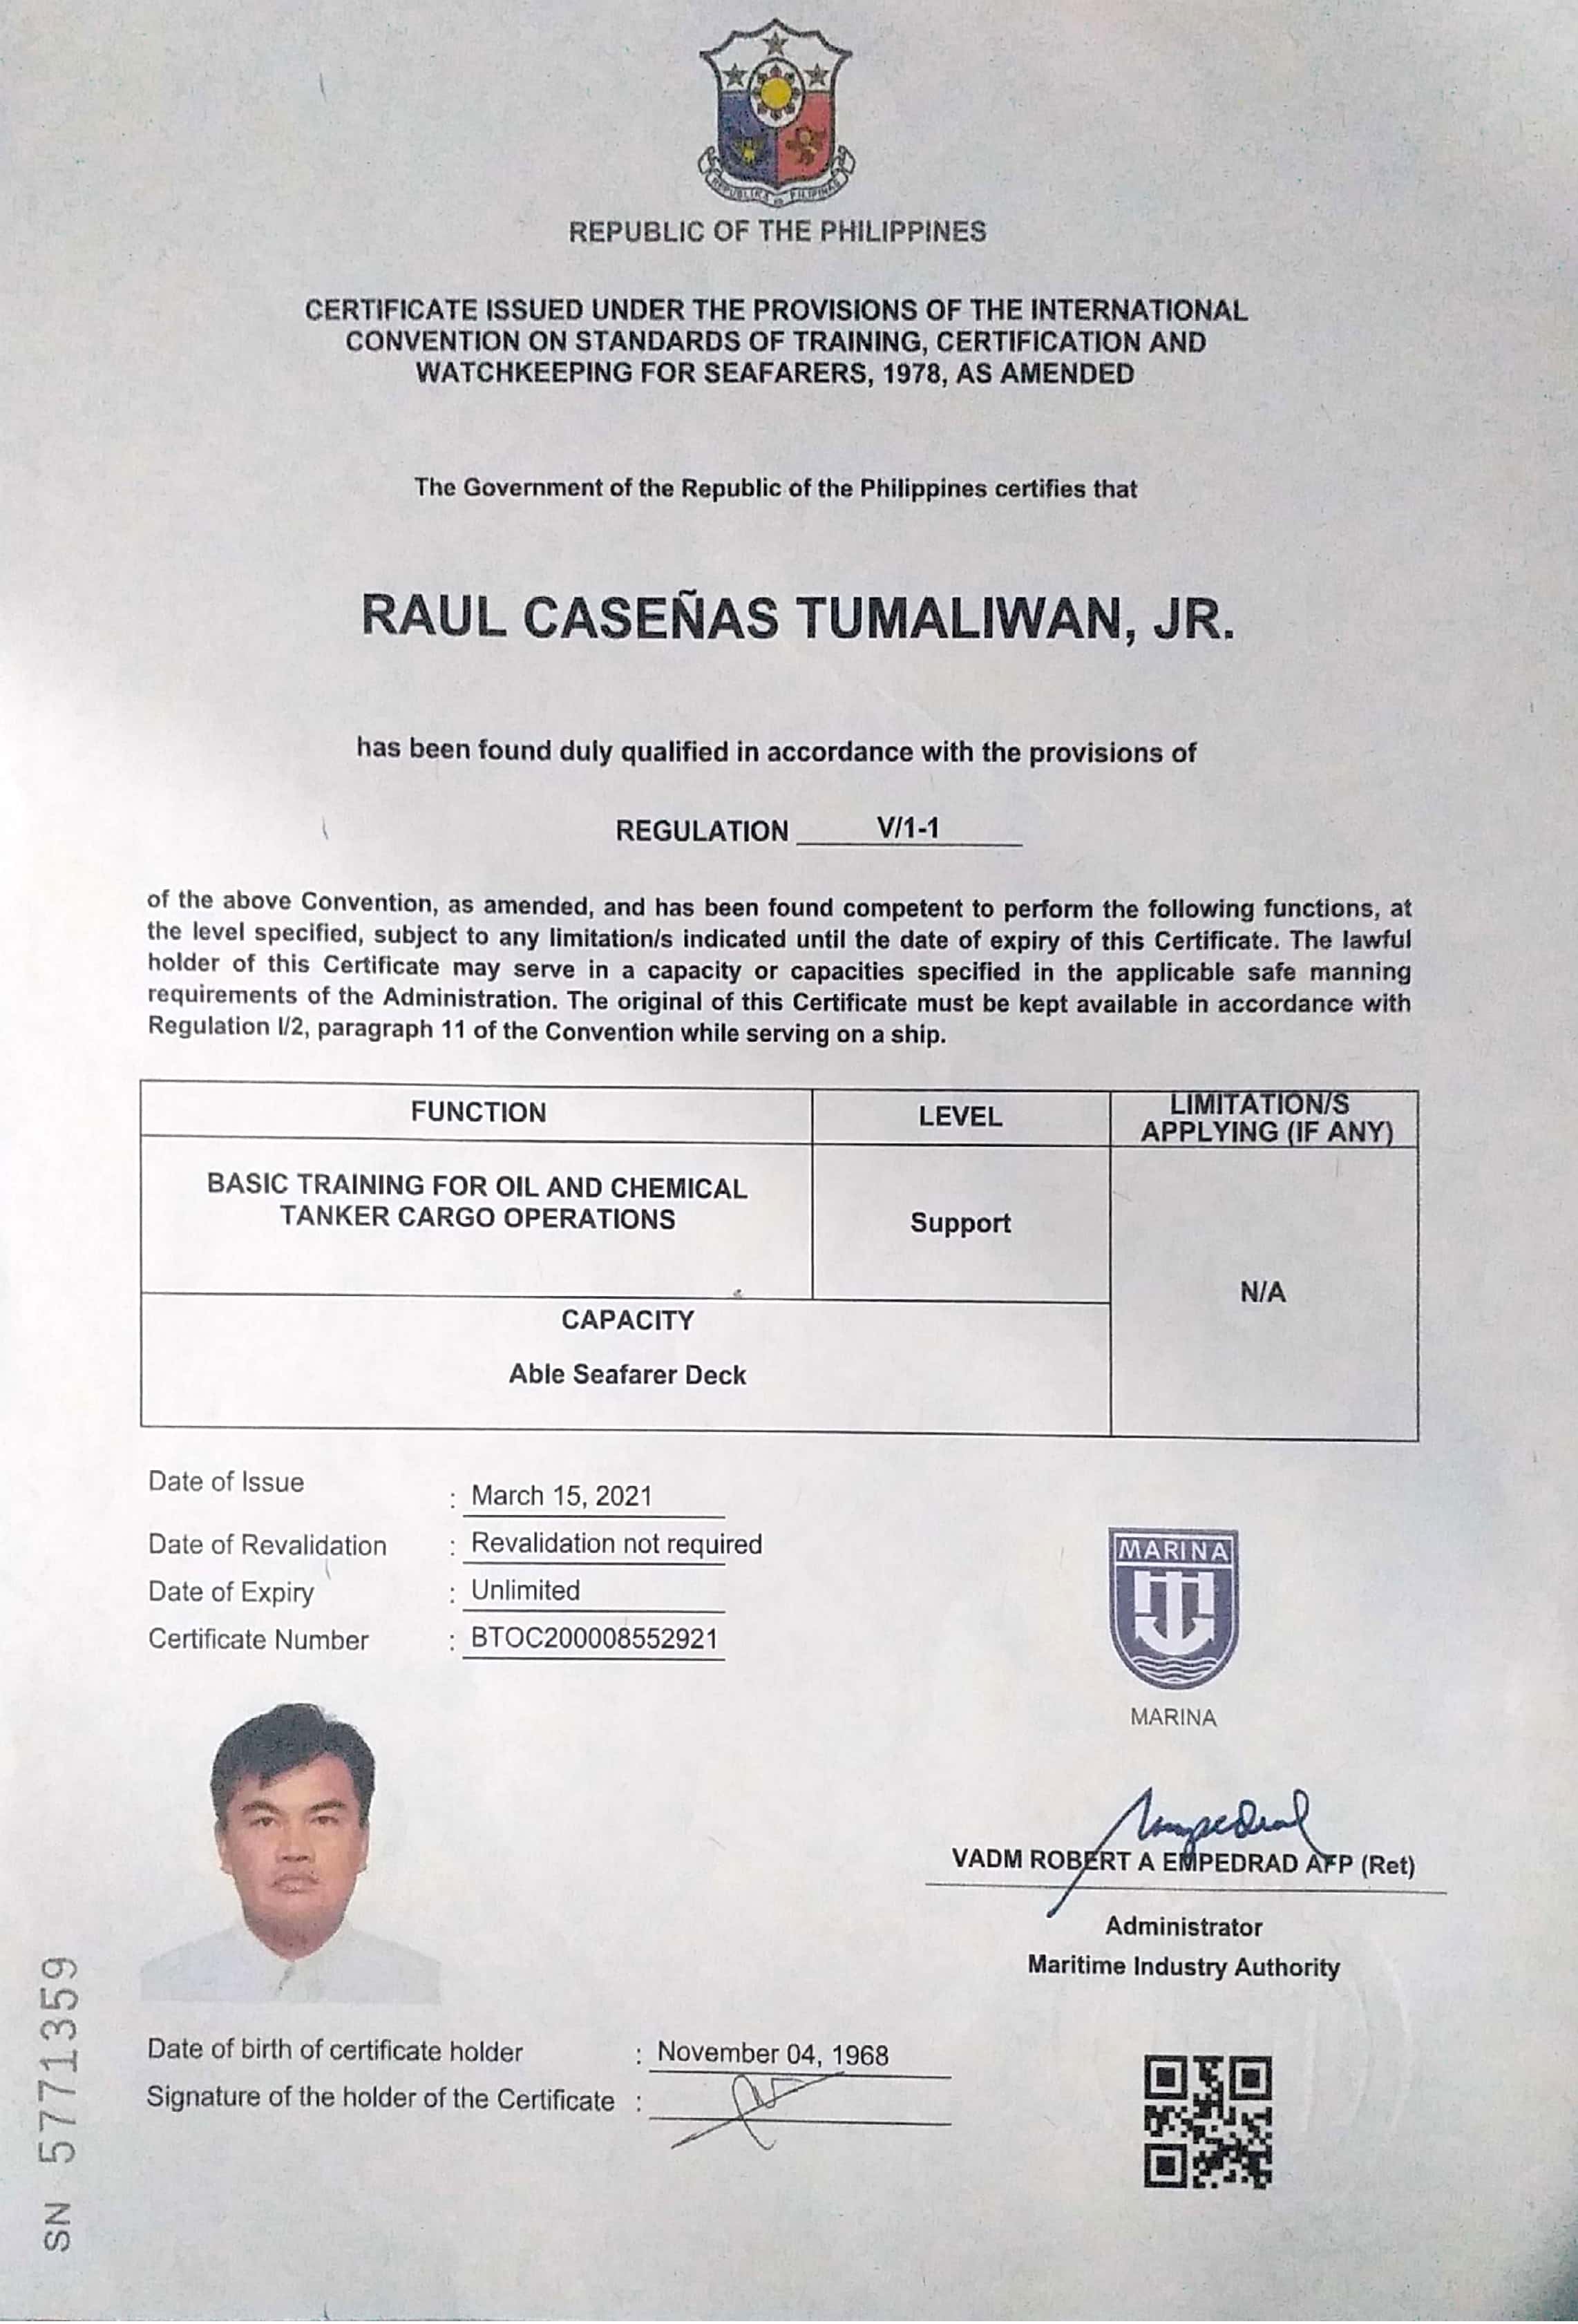 REPUBLIKA NG PILIPINAS
REPUBLIC OF THE PHILIPPINES
CERTIFICATE ISSUED UNDER THE PROVISIONS OF THE INTERNATIONAL
CONVENTION ON STANDARDS OF TRAINING, CERTIFICATION AND
WATCHKEEPING FOR SEAFARERS, 1978, AS AMENDED
The Government of the Republic of the Philippines certifies that
RAUL CASEÑAS TUMALIWAN, JR.
has been found duly qualified in accordance with the provisions of
REGULATION V/1-1
of the above Convention, as amended, and has been found competent to perform the following functions, at
the level specified, subject to any limitation/s indicated until the date of expiry of this Certificate. The lawful
holder of this Certificate may serve in a capacity or capacities specified in the applicable safe manning
requirements of the Administration. The original of this Certificate must be kept available in accordance with
Regulation I/2, paragraph 11 of the Convention while serving on a ship.
FUNCTION LEVEL LIMITATION/S
APPLYING (IF ANY)
BASIC TRAINING FOR OIL AND CHEMICAL
TANKER CARGO OPERATIONS
Support
N/A
CAPACITY
Able Seafarer Deck
Date of Issue : March 15, 2021
Date of Revalidation : Revalidation not required
Date of Expiry : Unlimited
Certificate Number : BTOC200008552921
MARINA
MARINA
VADM ROBERT A EMPEDRAD AFP (Ret)
Administrator
Maritime Industry Authority
Date of birth of certificate holder : November 04, 1968
Signature of the holder of the Certificate :
SN 5771359